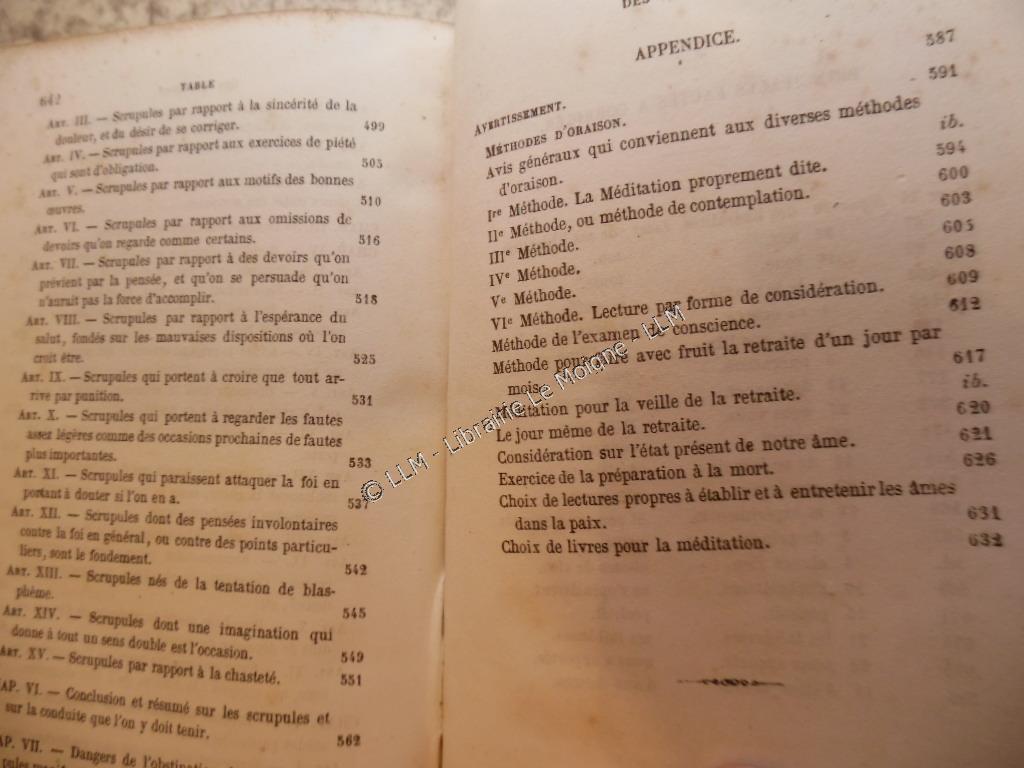 642
TABLE
ART. III. — Scrupules par rapport à la sincérité de la
douleur, et du désir de se corriger. 499
ART. IV. — Scrupules par rapport aux exercices de piété
qui sont d'obligation. 505
ART. V. — Scrupules par rapport aux motifs des bonnes
œuvres. 510
ART. VI. — Scrupules par rapport aux omissions de
devoirs qu'on regarde comme certains. 516
ART. VII. — Scrupules par rapport à des devoirs qu'on
prévient par la pensée, et qu'on se persuade qu'on
n'aurait pas la force d'accomplir. 518
ART. VIII. — Scrupules par rapport à l'espérance du
salut, fondés sur les mauvaises dispositions où l'on
croit être. 525
ART. IX. — Scrupules qui portent à croire que tout ar-
rive par punition. 531
ART. X. — Scrupules qui portent à regarder les fautes
assez légères comme des occasions prochaines de fautes
plus importantes. 533
ART. XI. — Scrupules qui paraissent attaquer la foi en
portant à douter si l'on en a. 537
ART. XII. — Scrupules dont des pensées involontaires
contre la foi en général, ou contre des points particu-
liers, sont le fondement. 542
ART. XIII. — Scrupules nés de la tentation de blas-
phème. 545
ART. XIV. — Scrupules dont une imagination qui
donne à tout un sens double est l'occasion. 549
ART. XV. — Scrupules par rapport à la chasteté. 551
AP. VI. — Conclusion et résumé sur les scrupules et
sur la conduite que l'on y doit tenir. 562
AP. VII. — Dangers de l'obstination
DES
APPENDICE.
AVERTISSEMENT. 587
MÉTHODES D'ORAISON. 591
Avis généraux qui conviennent aux diverses méthodes
d'oraison. ib.
Ire Méthode. La Méditation proprement dite. 594
IIe Méthode, ou méthode de contemplation. 600
IIIe Méthode. 603
IVe Méthode. 605
Ve Méthode. 608
VIe Méthode. Lecture par forme de considération. 609
Méthode de l'examen de conscience. 612
Méthode pour faire avec fruit la retraite d'un jour par
mois. 617
Méditation pour la veille de la retraite. ib.
Le jour même de la retraite. 620
Considération sur l'état présent de notre âme. 621
Exercice de la préparation à la mort. 626
Choix de lectures propres à établir et à entretenir les âmes
dans la paix. 631
Choix de livres pour la méditation. 632
© LLM - Librairie Le Moigne - LLM